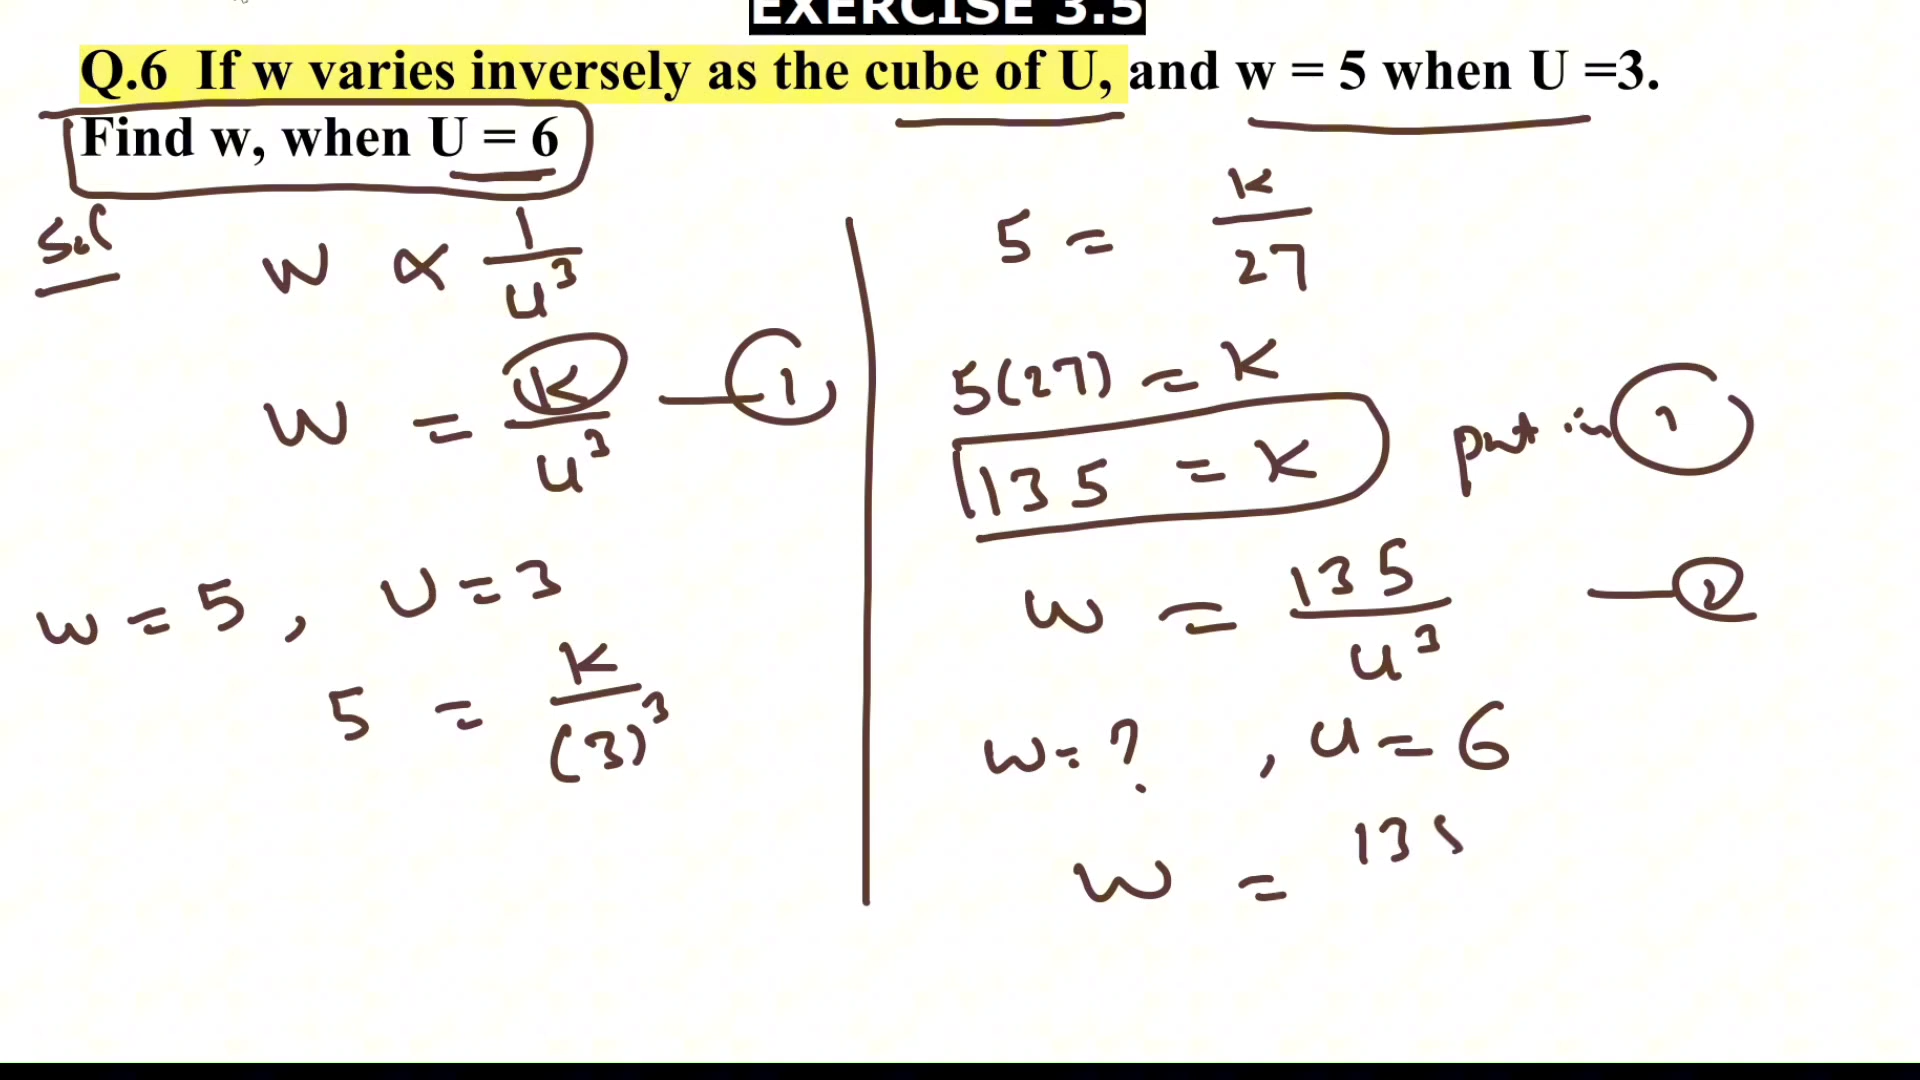 EXERCISE 3.5
Q.6 If w varies inversely as the cube of U, and w = 5 when U =3.
Find w, when U = 6
Sol
w ∝ 1/u³
w = K/u³ — 1
w = 5 , U = 3
5 = K/(3)³
5 = K/27
5(27) = K
135 = K put in 1
w = 135/u³ — 2
w = ? , u = 6
w = 13